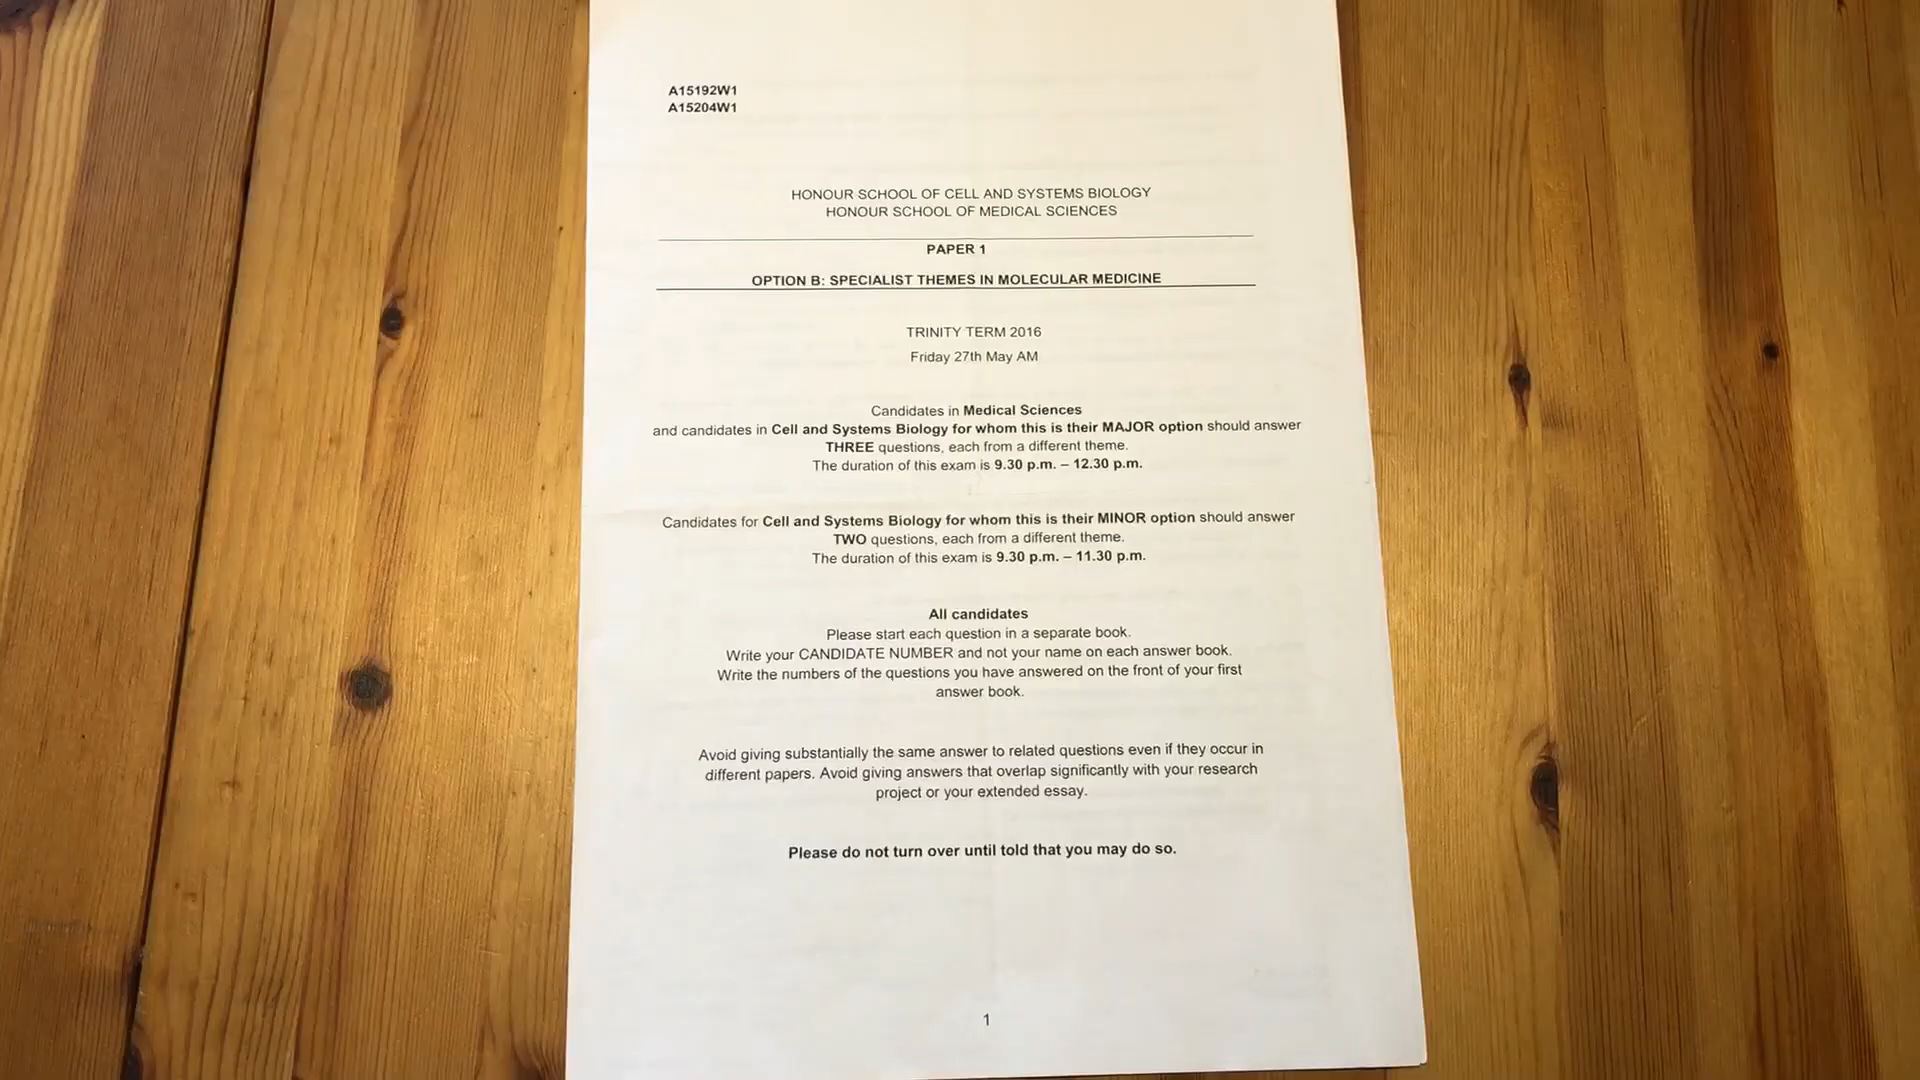 A15192W1
A15204W1
HONOUR SCHOOL OF CELL AND SYSTEMS BIOLOGY
HONOUR SCHOOL OF MEDICAL SCIENCES
PAPER 1
OPTION B: SPECIALIST THEMES IN MOLECULAR MEDICINE
TRINITY TERM 2016
Friday 27th May AM
Candidates in Medical Sciences
and candidates in Cell and Systems Biology for whom this is their MAJOR option should answer
THREE questions, each from a different theme.
The duration of this exam is 9.30 p.m. – 12.30 p.m.
Candidates for Cell and Systems Biology for whom this is their MINOR option should answer
TWO questions, each from a different theme.
The duration of this exam is 9.30 p.m. – 11.30 p.m.
All candidates
Please start each question in a separate book.
Write your CANDIDATE NUMBER and not your name on each answer book.
Write the numbers of the questions you have answered on the front of your first
answer book.
Avoid giving substantially the same answer to related questions even if they occur in
different papers. Avoid giving answers that overlap significantly with your research
project or your extended essay.
Please do not turn over until told that you may do so.
1